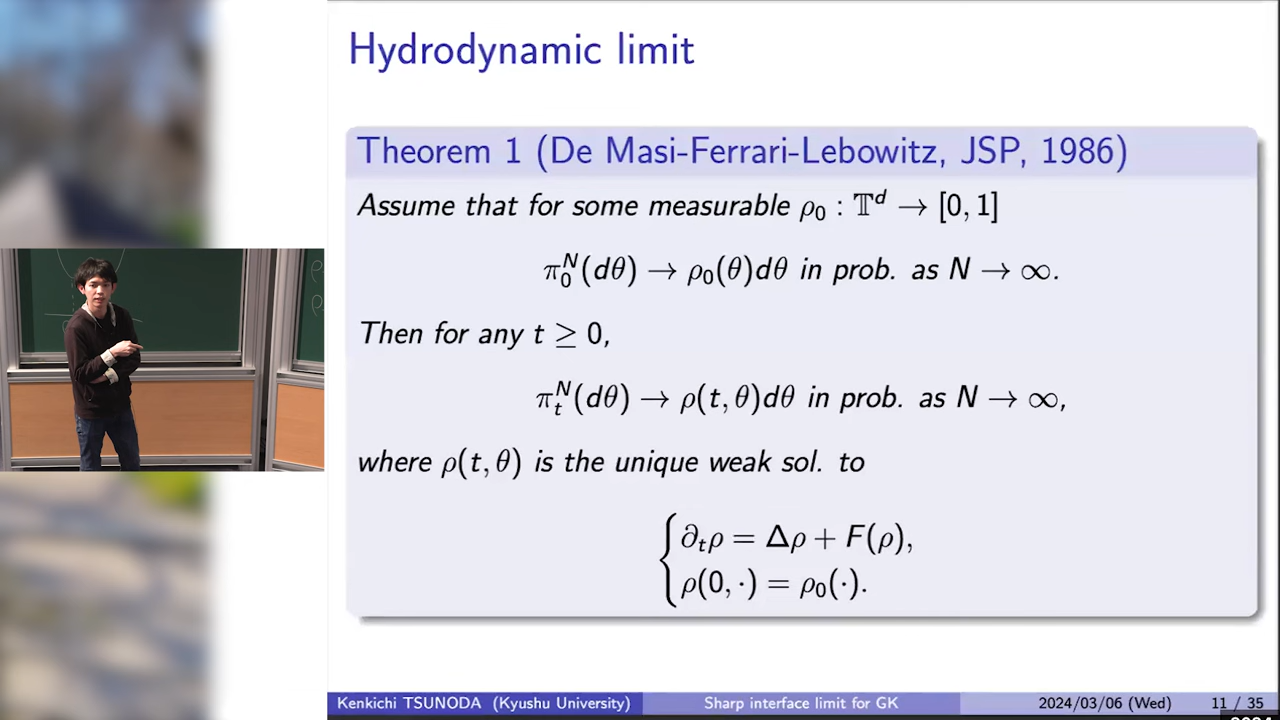 Hydrodynamic limit
Theorem 1 (De Masi-Ferrari-Lebowitz, JSP, 1986)
Assume that for some measurable ρ₀ : 𝕋ᵈ → [0, 1]
π₀ᴺ(dθ) → ρ₀(θ)dθ in prob. as N → ∞.
Then for any t ≥ 0,
πₜᴺ(dθ) → ρ(t, θ)dθ in prob. as N → ∞,
where ρ(t, θ) is the unique weak sol. to
{ ∂ₜρ = Δρ + F(ρ),
ρ(0, ·) = ρ₀(·).
Kenkichi TSUNODA (Kyushu University) Sharp interface limit for GK 2024/03/06 (Wed) 11 / 35